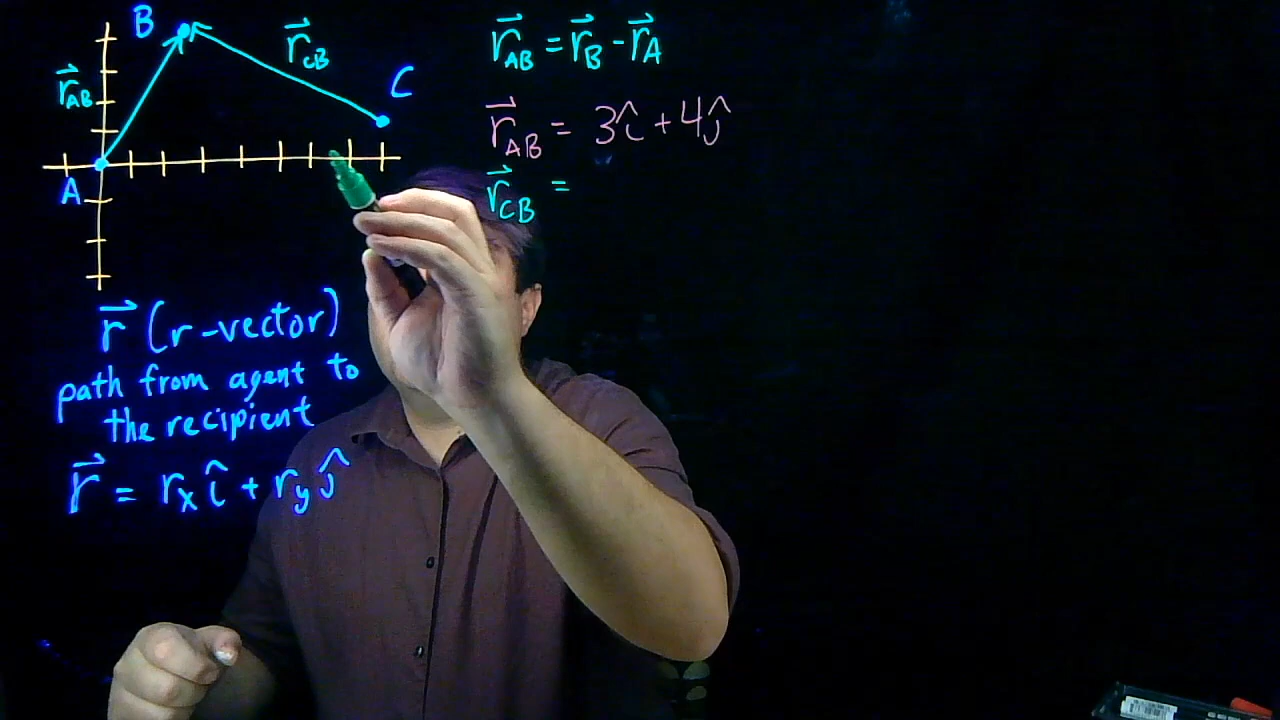 B
r⃗CB
r⃗AB
C
A
r⃗AB = r⃗B - r⃗A
r⃗AB = 3î + 4ĵ
r⃗CB =
r⃗ (r-vector)
path from agent to
the recipient
r⃗ = rx î + ry ĵ